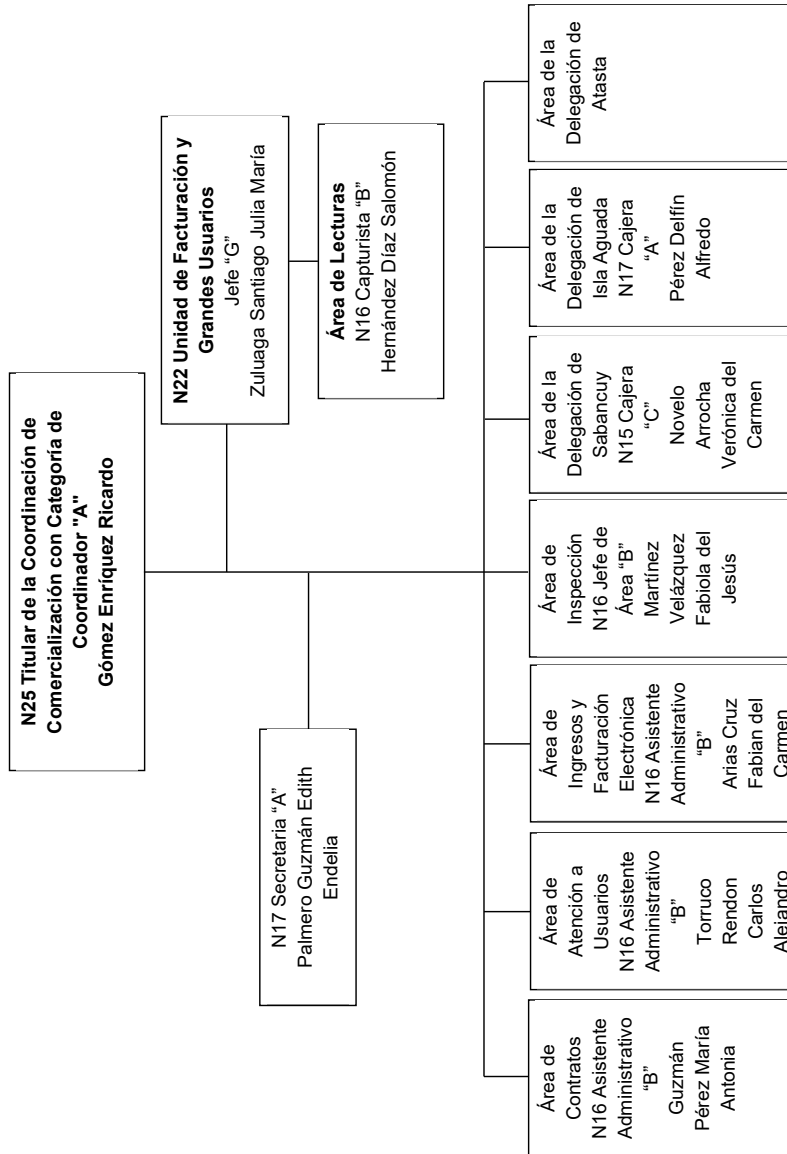 N25 Titular de la Coordinación de
Comercialización con Categoría de
Coordinador "A"
Gómez Enríquez Ricardo
N22 Unidad de Facturación y
Grandes Usuarios
Jefe “G”
Zuluaga Santiago Julia María
Área de Lecturas
N16 Capturista “B”
Hernández Díaz Salomón
N17 Secretaria “A”
Palmero Guzmán Edith
Endelia
Área de
Contratos
N16 Asistente
Administrativo
“B”
Guzmán
Pérez María
Antonia
Área de
Atención a
Usuarios
N16 Asistente
Administrativo
“B”
Torruco
Rendon
Carlos
Alejandro
Área de
Ingresos y
Facturación
Electrónica
N16 Asistente
Administrativo
“B”
Arias Cruz
Fabian del
Carmen
Área de
Inspección
N16 Jefe de
Área “B”
Martínez
Velázquez
Fabiola del
Jesús
Área de la
Delegación de
Sabancuy
N15 Cajera
“C”
Novelo
Arrocha
Verónica del
Carmen
Área de la
Delegación de
Isla Aguada
N17 Cajera
“A”
Pérez Delfín
Alfredo
Área de la
Delegación de
Atasta